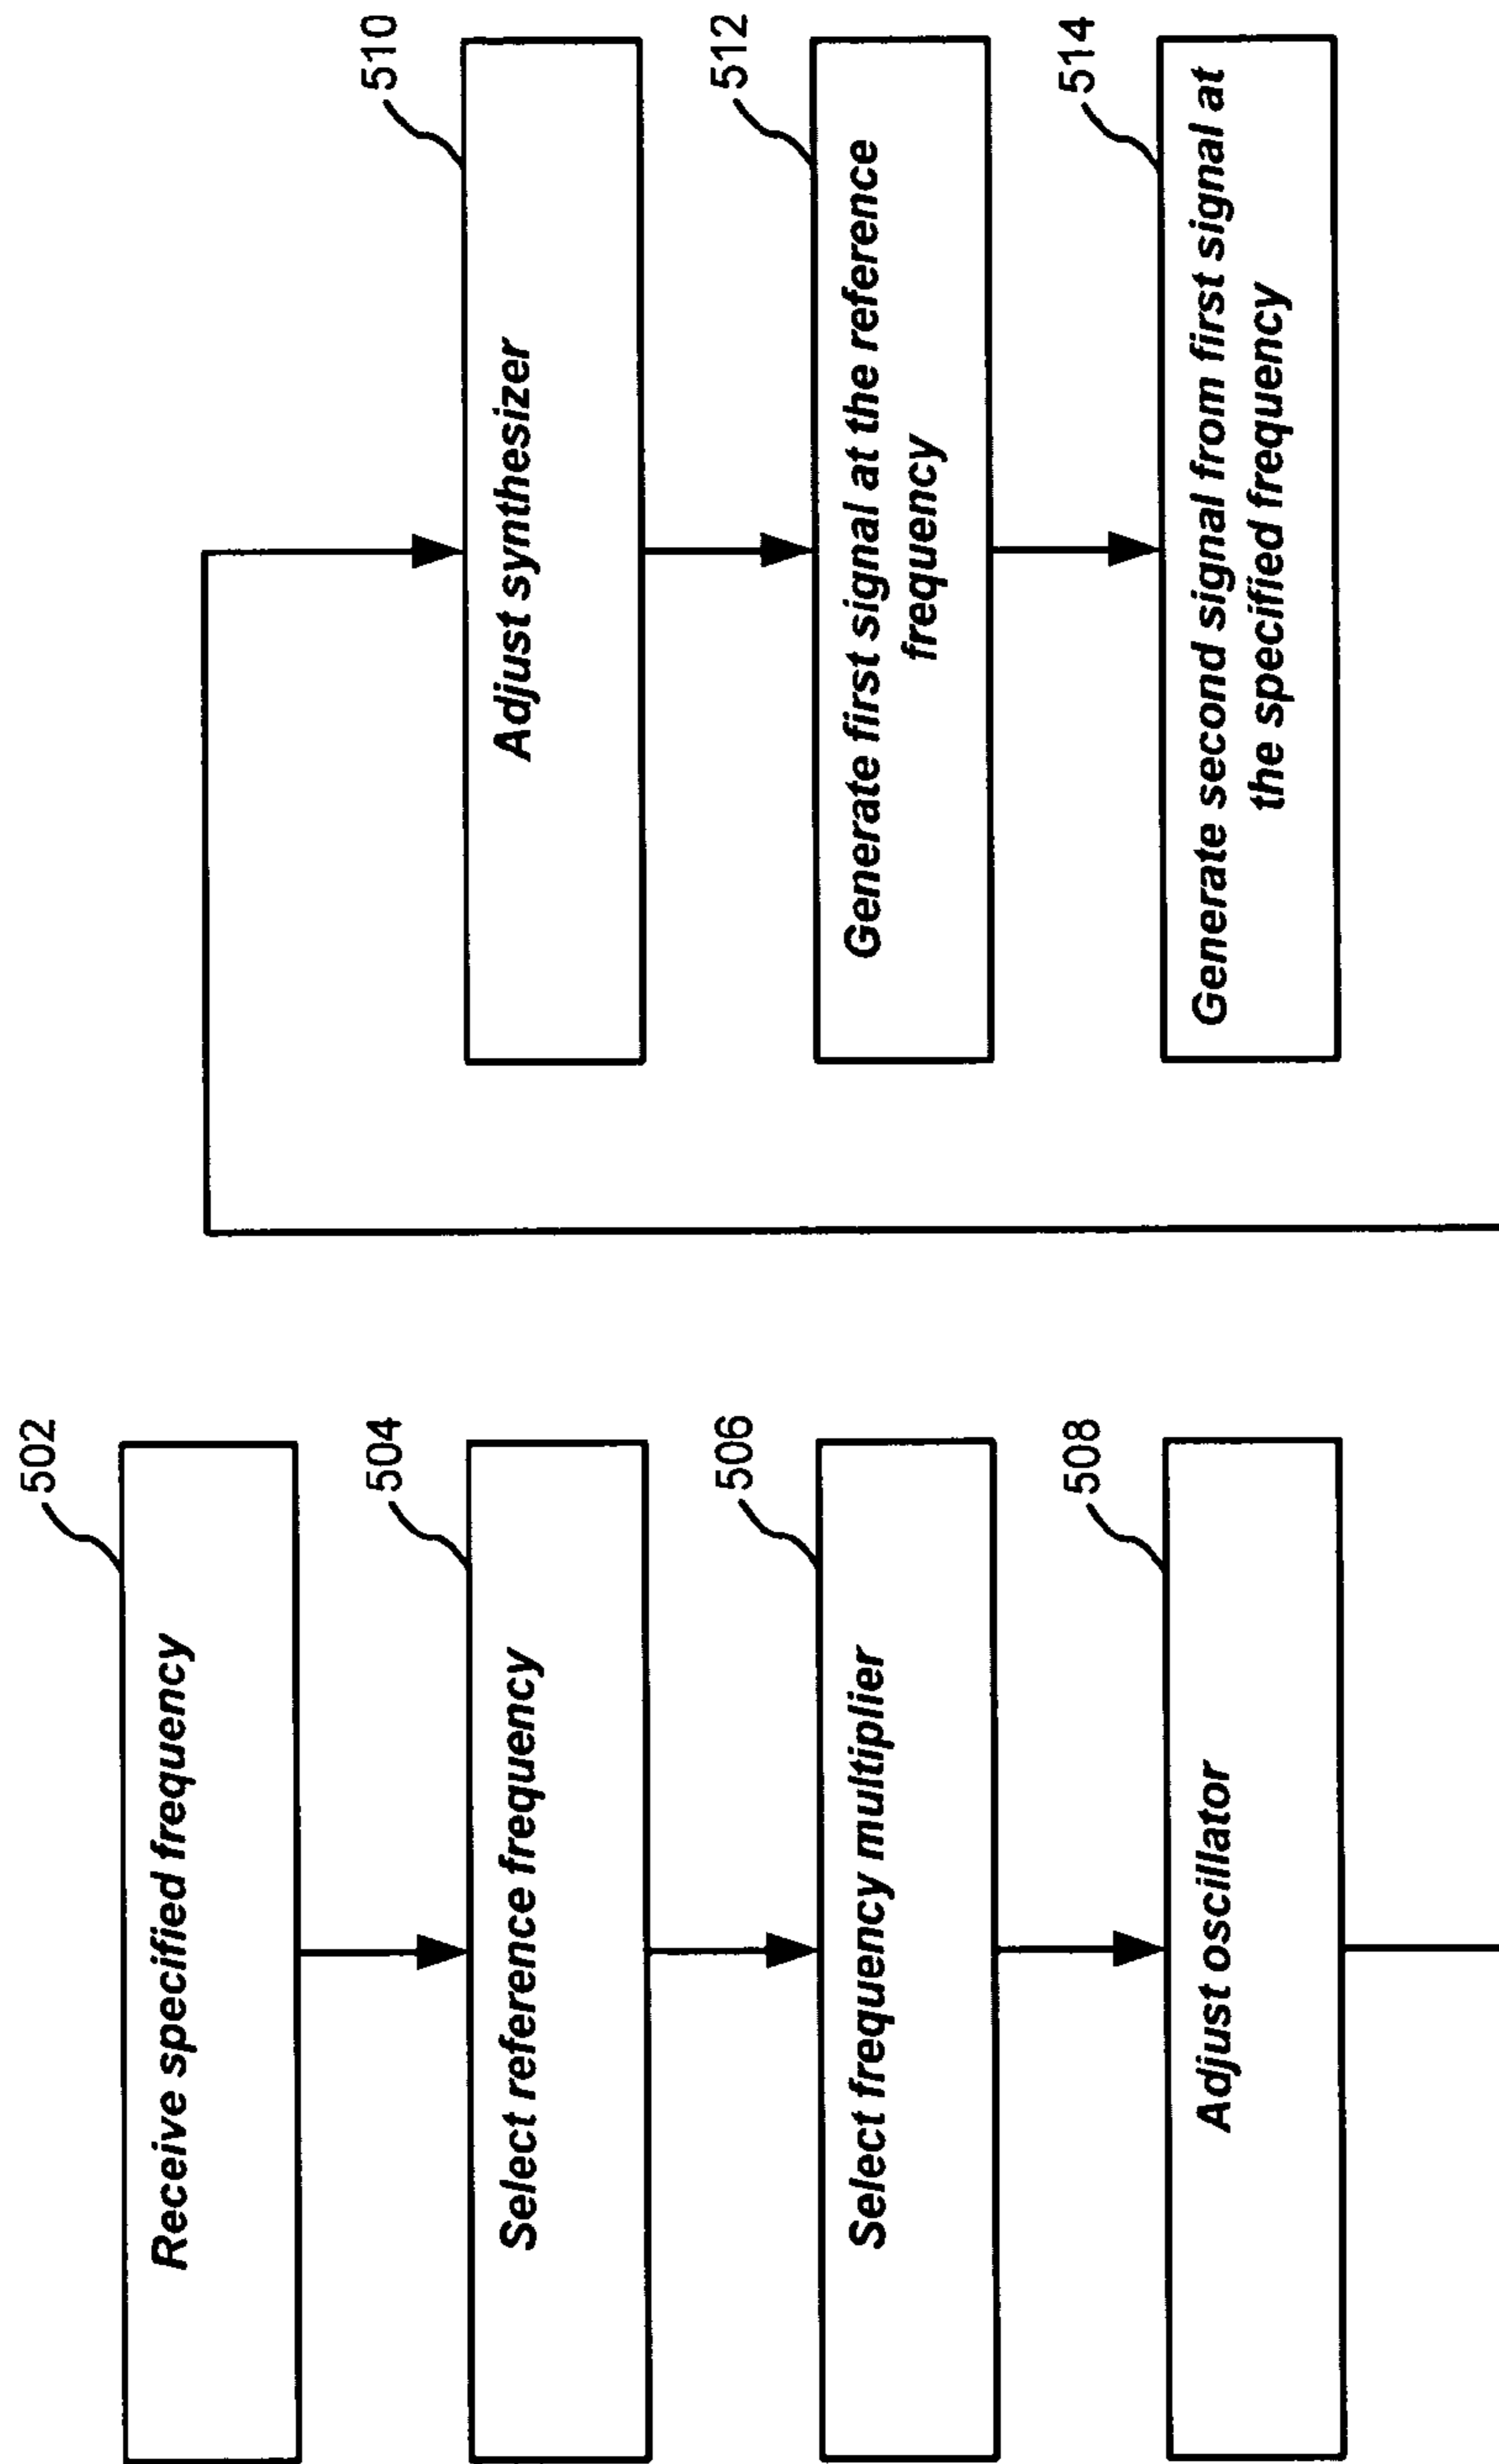 502
Receive specified frequency
504
Select reference frequency
506
Select frequency multiplier
508
Adjust oscillator
510
Adjust synthesizer
512
Generate first signal at the reference
frequency
514
Generate second signal from first signal at
the specified frequency